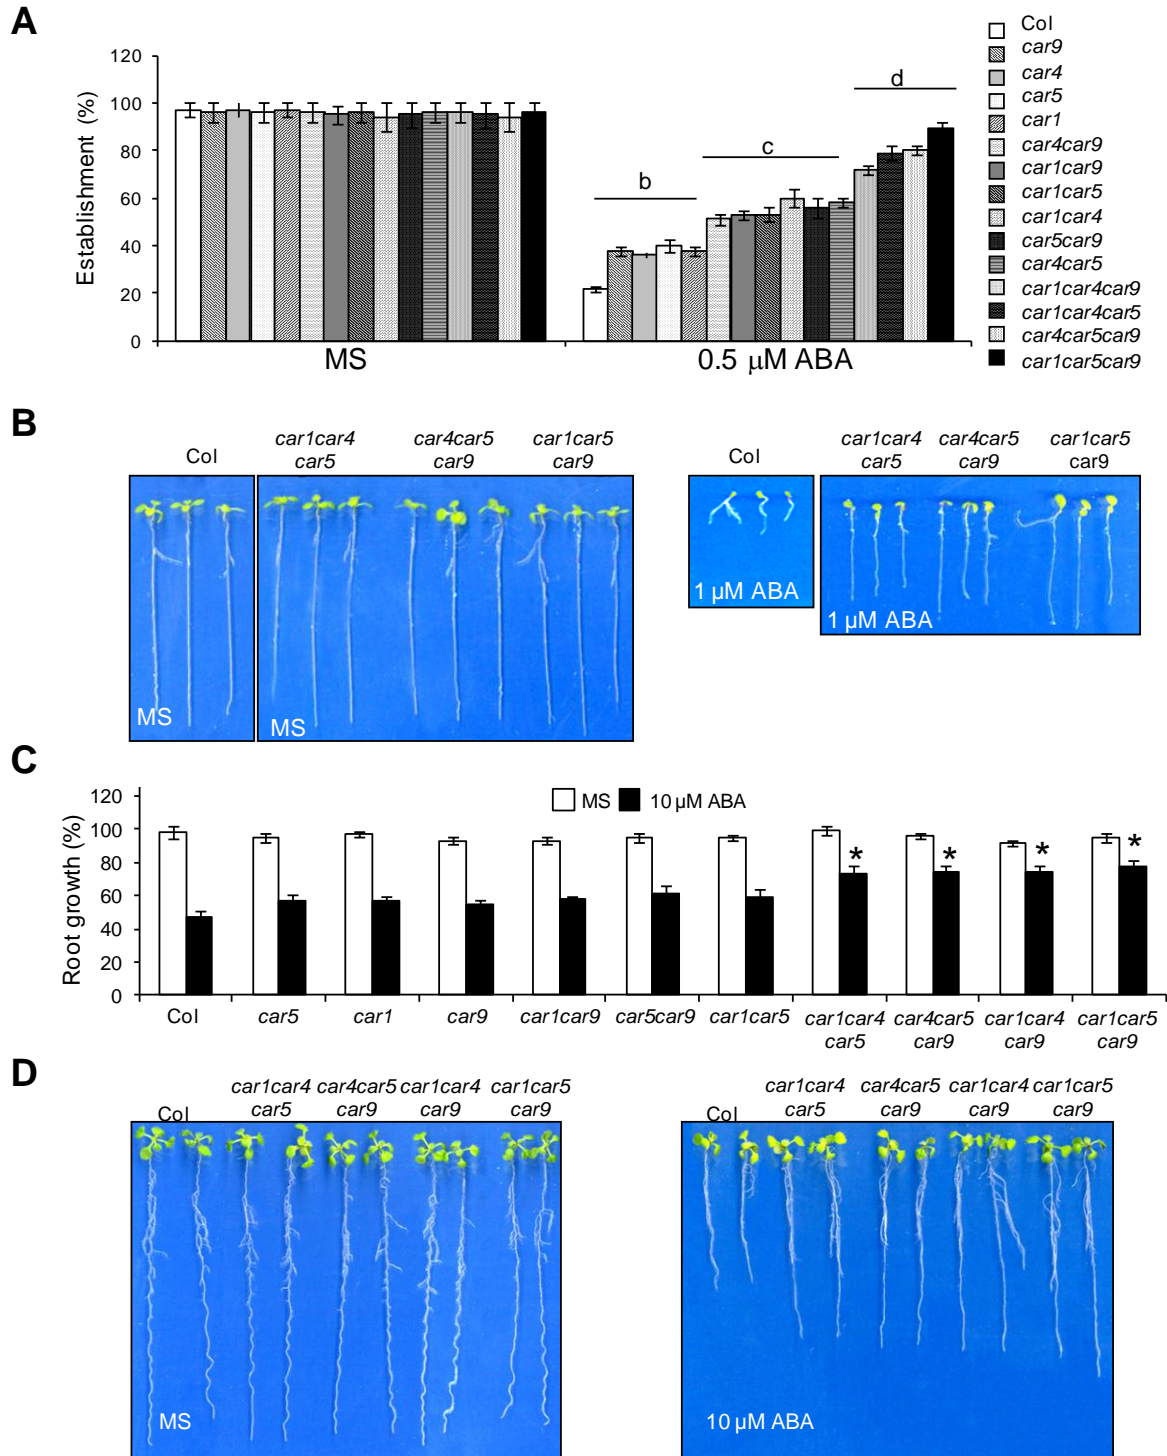 A
Establishment (%)
120
100
80
60
40
20
0
b
c
d
MS
0.5 µM ABA
Col
car9
car4
car5
car1
car4car9
car1car9
car1car5
car1car4
car5car9
car4car5
car1car4car9
car1car4car5
car4car5car9
car1car5car9
B
Col
car1car4
car5
car4car5
car9
car1car5
car9
MS
MS
Col
car1car4
car5
car4car5
car9
car1car5
car9
1 µM ABA
1 µM ABA
C
Root growth (%)
120
100
80
60
40
20
0
MS
10 µM ABA
*
*
*
*
Col
car5
car1
car9
car1car9
car5car9
car1car5
car1car4
car5
car4car5
car9
car1car4
car9
car1car5
car9
D
Col
car1car4
car5
car4car5
car9
car1car4
car9
car1car5
car9
MS
Col
car1car4
car5
car4car5
car9
car1car4
car9
car1car5
car9
10 µM ABA